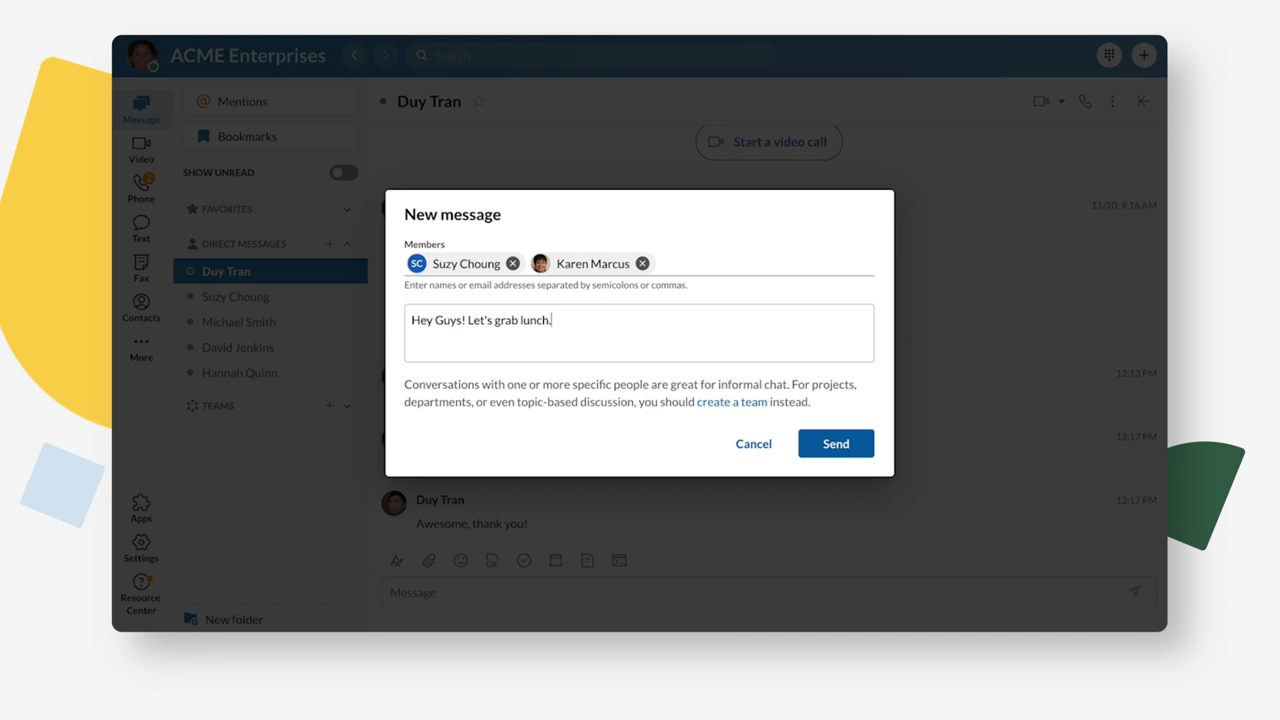 ACME Enterprises
Search
Message
Video
2
Phone
Text
Fax
Contacts
More
Apps
Settings
Resource
Center
Mentions
Bookmarks
SHOW UNREAD
FAVORITES
DIRECT MESSAGES
Duy Tran
Suzy Choung
Michael Smith
David Jenkins
Hannah Quinn
TEAMS
New folder
Duy Tran
Start a video call
11/10, 9:16 AM
New message
Members
SC Suzy Choung Karen Marcus
Enter names or email addresses separated by semicolons or commas.
Hey Guys! Let's grab lunch.
Conversations with one or more specific people are great for informal chat. For projects,
departments, or even topic-based discussion, you should create a team instead.
Cancel Send
12:13 PM
12:17 PM
Duy Tran 12:17 PM
Awesome, thank you!
GIF
Message